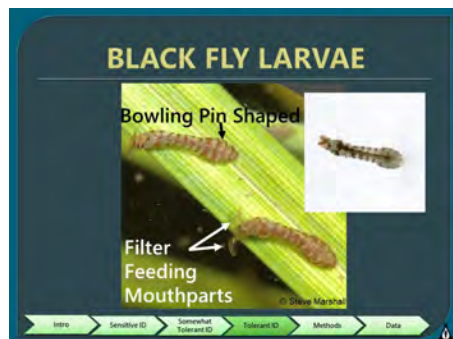 BLACK FLY LARVAE
Bowling Pin Shaped
Filter
Feeding
Mouthparts
© Steve Marshall
Intro
Sensitive ID
Somewhat
Tolerant ID
Tolerant ID
Methods
Data